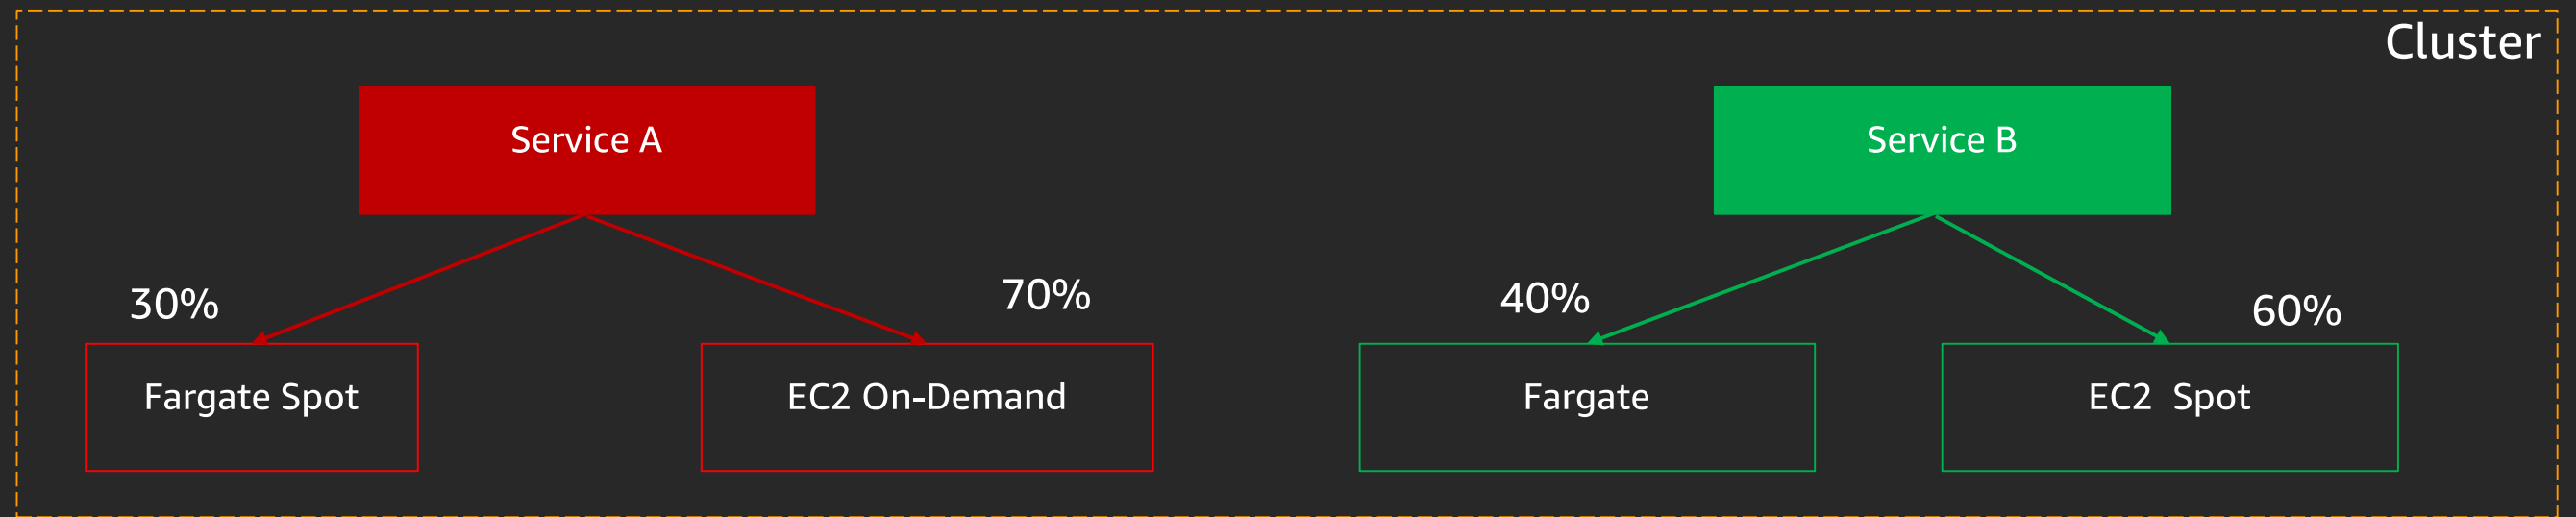 Cluster
Service A
Service B
30%
70%
40%
60%
Fargate Spot
EC2 On-Demand
Fargate
EC2  Spot